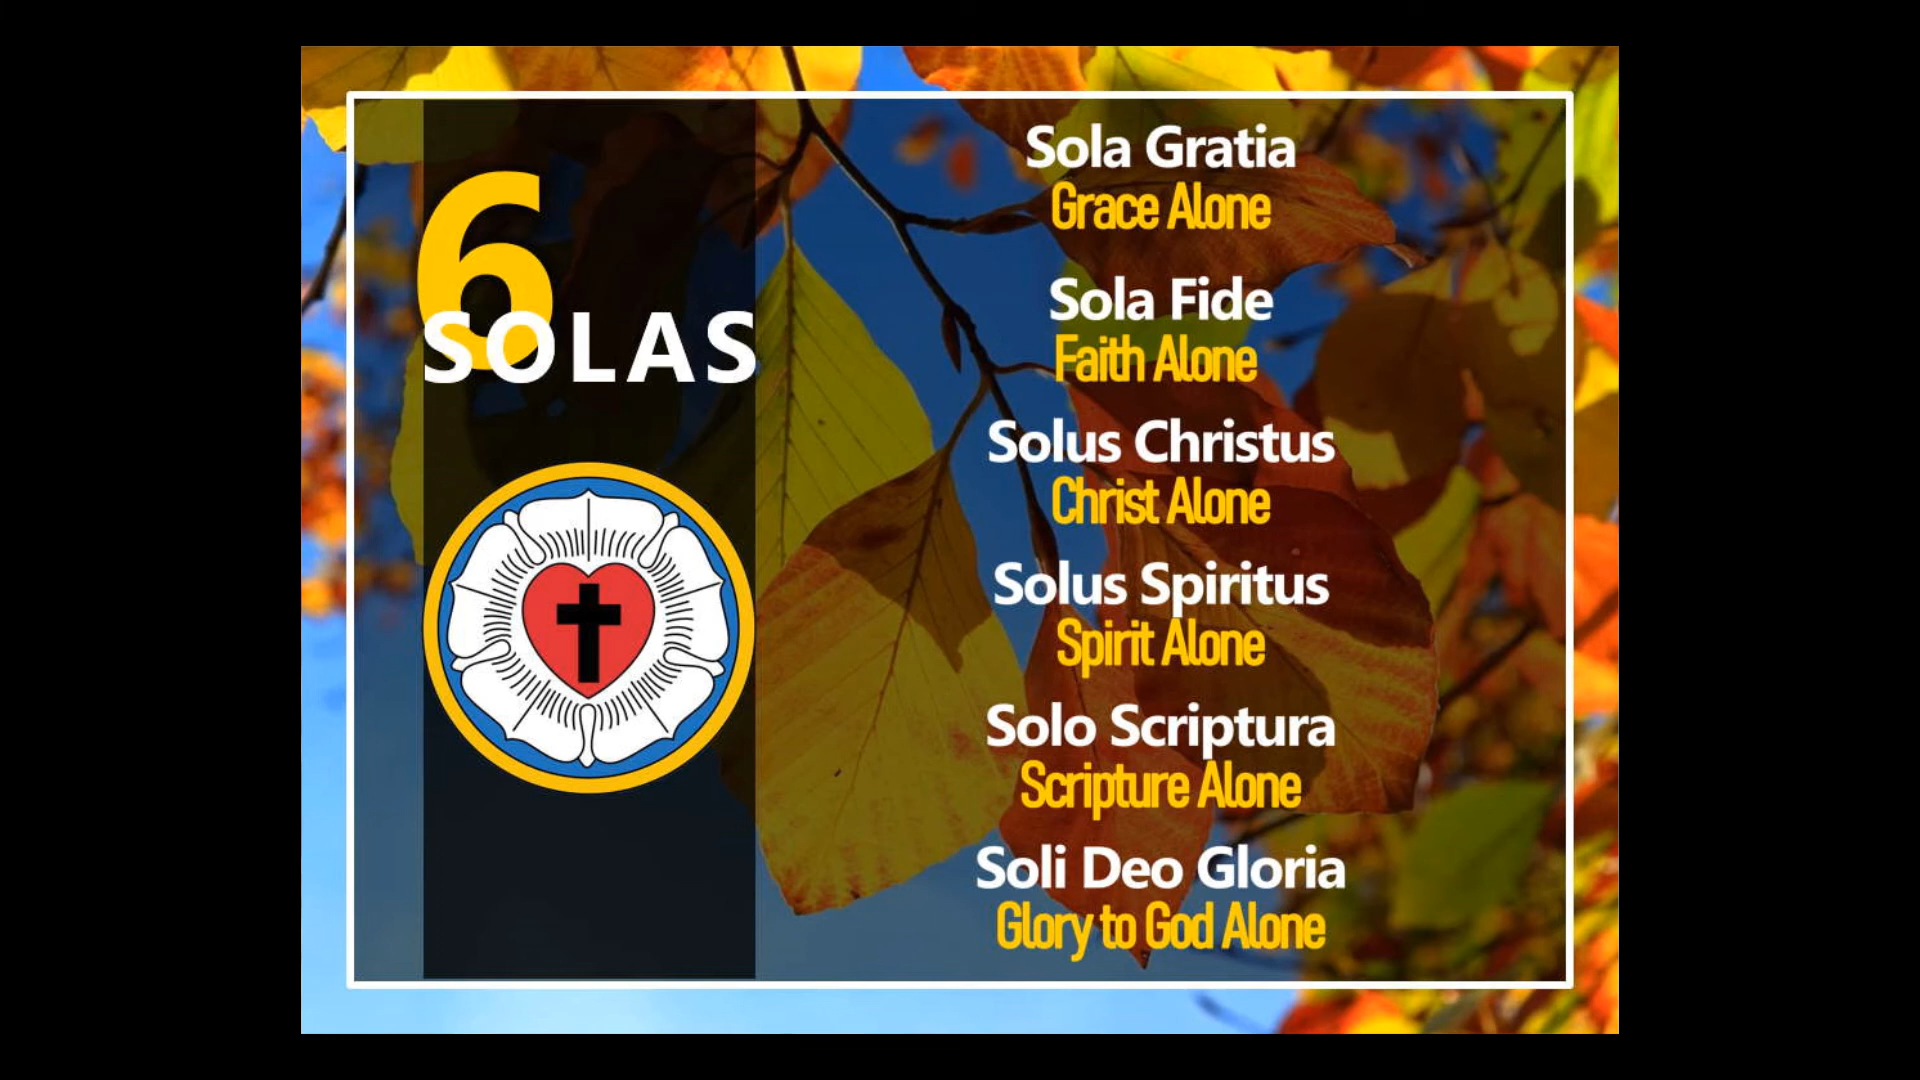 6
SOLAS
Sola Gratia
Grace Alone
Sola Fide
Faith Alone
Solus Christus
Christ Alone
Solus Spiritus
Spirit Alone
Solo Scriptura
Scripture Alone
Soli Deo Gloria
Glory to God Alone